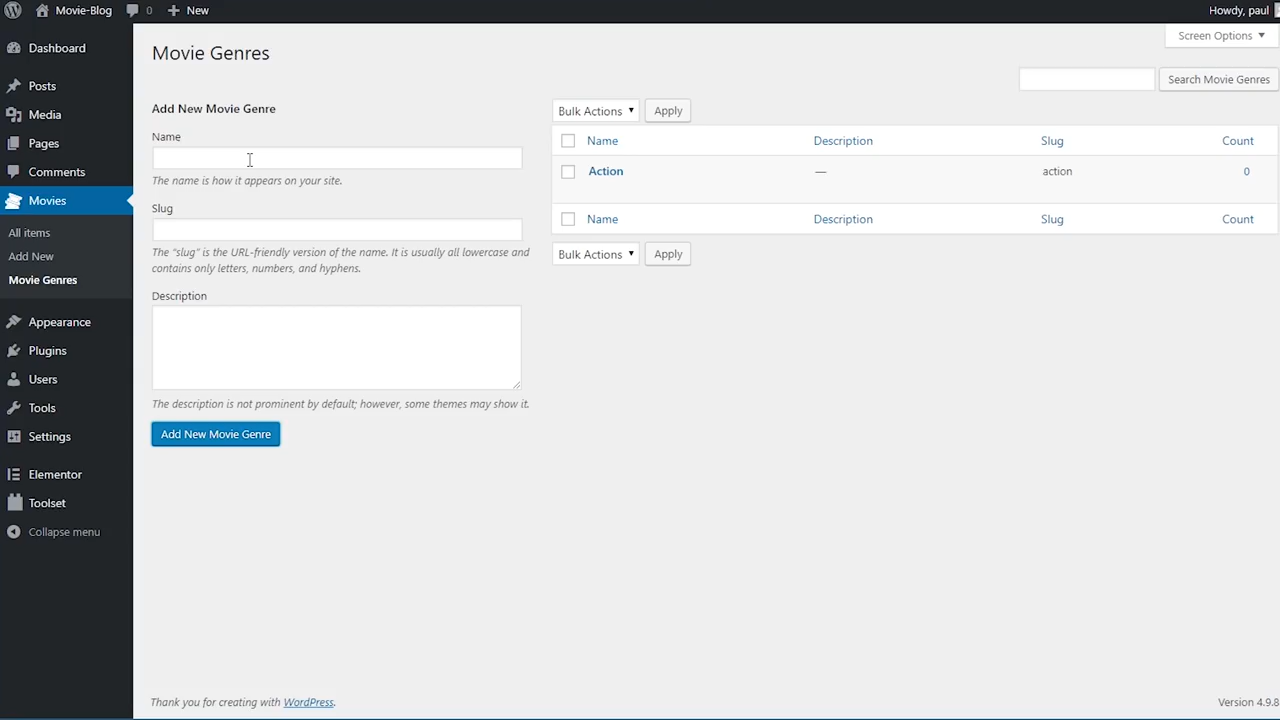 Movie-Blog 0 New Howdy, paul
Dashboard
Posts
Media
Pages
Comments
Movies
All items
Add New
Movie Genres
Appearance
Plugins
Users
Tools
Settings
Elementor
Toolset
Collapse menu
Screen Options ▼
Movie Genres
Search Movie Genres
Add New Movie Genre
Name
The name is how it appears on your site.
Slug
The “slug” is the URL-friendly version of the name. It is usually all lowercase and
contains only letters, numbers, and hyphens.
Description
The description is not prominent by default; however, some themes may show it.
Add New Movie Genre
Bulk Actions ▼ Apply
Name Description Slug Count
Action — action 0
Name Description Slug Count
Bulk Actions ▼ Apply
Thank you for creating with WordPress. Version 4.9.8